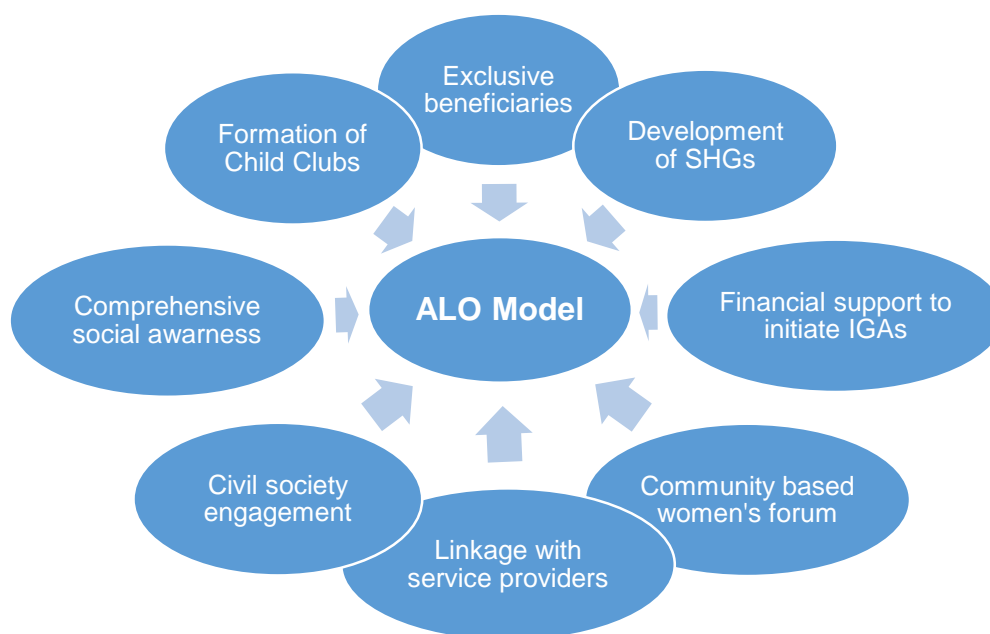 Exclusive
beneficiaries
Formation of
Child Clubs
Development
of SHGs
Comprehensive
social awarness
ALO Model
Financial support to
initiate IGAs
Civil society
engagement
Community based
women's forum
Linkage with
service providers